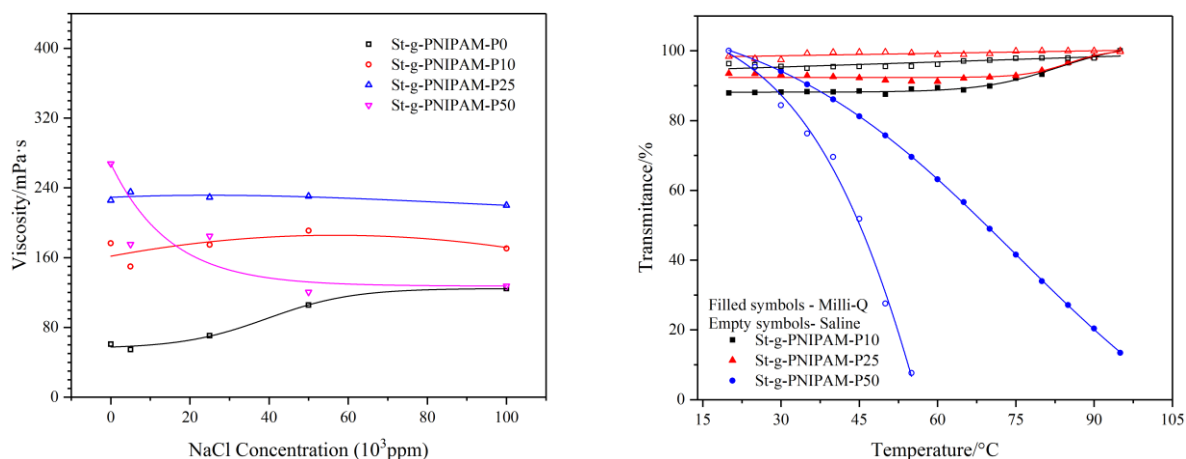 400
320
240
160
80
0
Viscosity/mPa·s
St-g-PNIPAM-P0
St-g-PNIPAM-P10
St-g-PNIPAM-P25
St-g-PNIPAM-P50
0 20 40 60 80 100
NaCl Concentration (10³ppm)
100
80
60
40
20
0
Transmitance/%
Filled symbols - Milli-Q
Empty symbols- Saline
St-g-PNIPAM-P10
St-g-PNIPAM-P25
St-g-PNIPAM-P50
15 30 45 60 75 90 105
Temperature/°C